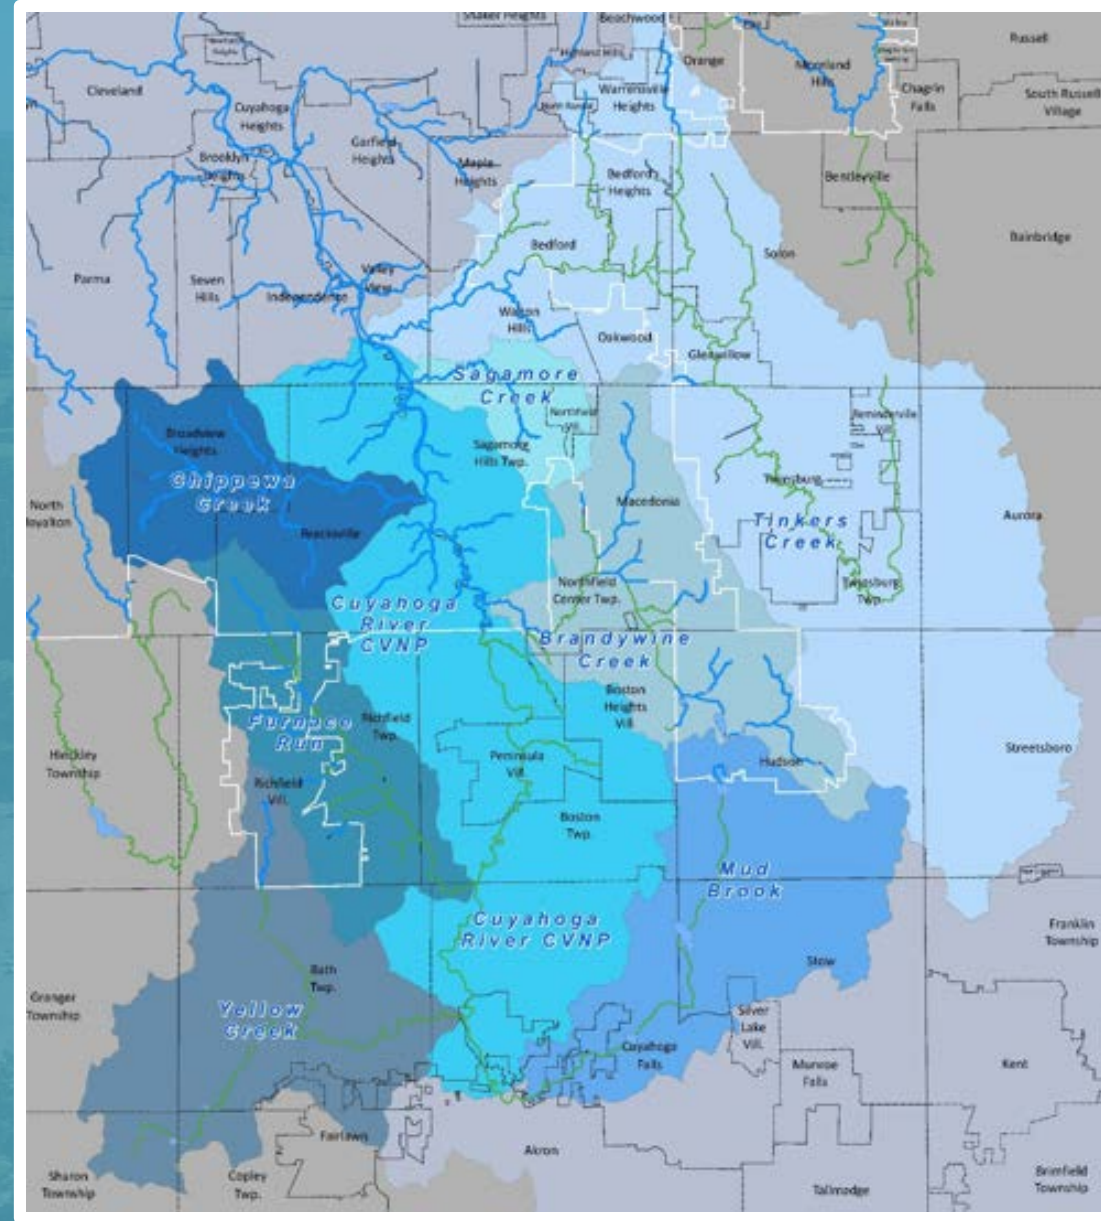 Shaker Heights
Beachwood
Orange
Russell
Highland Hills
Moreland
Hills
Cleveland
Warrensville
Heights
Chagrin
Falls
South Russell
Village
Cuyahoga
Heights
Garfield
Heights
Brooklyn
Heights
Maple
Heights
Bedford
Heights
Bentleyville
Bedford
Solon
Bainbridge
Parma
Seven
Hills
Independence
Valley
View
Walton
Hills
Oakwood
Glenwillow
Sagamore
Creek
Northfield
Vill.
Reminderville
Vill.
Broadview
Heights
Sagamore
Hills Twp.
Chippewa
Creek
North
Royalton
Macedonia
Twinsburg
Aurora
Brecksville
Tinkers
Creek
Northfield
Center Twp.
Twinsburg
Twp.
Cuyahoga
River
CVNP
Brandywine
Creek
Boston
Heights
Vill.
Furnace
Run
Richfield
Twp.
Hinckley
Township
Peninsula
Vill.
Hudson
Streetsboro
Richfield
Vill.
Boston
Twp.
Mud
Brook
Cuyahoga
River CVNP
Franklin
Township
Stow
Bath
Twp.
Granger
Township
Yellow
Creek
Silver
Lake
Vill.
Cuyahoga
Falls
Munroe
Falls
Kent
Fairlawn
Akron
Sharon
Township
Copley
Twp.
Tallmadge
Brimfield
Township